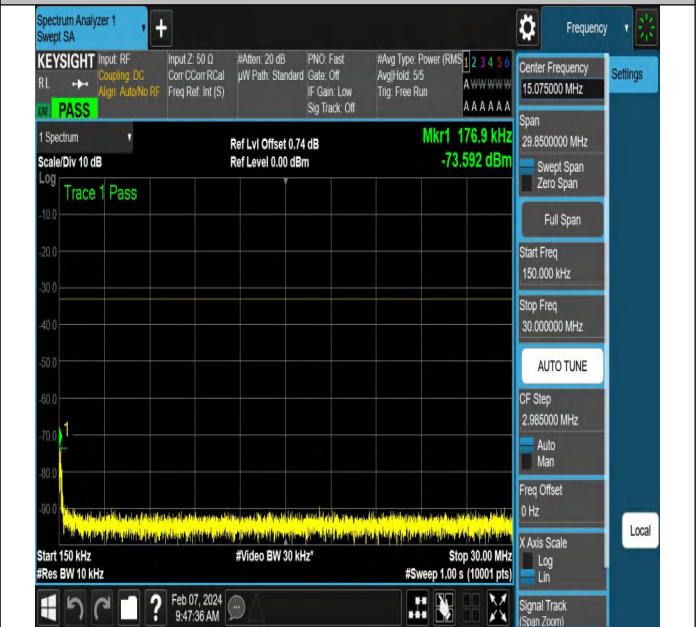 Spectrum Analyzer 1
Swept SA
+
Frequency
KEYSIGHT
RL
PASS
Input: RF
Coupling: DC
Align: Auto/No RF
Input Z: 50 Ω
Corr CCorr RCal
Freq Ref: Int (S)
#Atten: 20 dB
µW Path: Standard
PNO: Fast
Gate: Off
IF Gain: Low
Sig Track: Off
#Avg Type: Power (RMS
Avg|Hold: 5/5
Trig: Free Run
1 2 3 4 5 6
A W W W W W
A A A A A A
1 Spectrum
Scale/Div 10 dB
Ref Lvl Offset 0.74 dB
Ref Level 0.00 dBm
Mkr1 176.9 kHz
-73.592 dBm
Log
Trace 1 Pass
-10.0
-20.0
-30.0
-40.0
-50.0
-60.0
-70.0
1
-80.0
-90.0
Start 150 kHz
#Video BW 30 kHz*
Stop 30.00 MHz
#Res BW 10 kHz
#Sweep 1.00 s (10001 pts)
?
Feb 07, 2024
9:47:36 AM
Center Frequency
15.075000 MHz
Settings
Span
29.8500000 MHz
Swept Span
Zero Span
Full Span
Start Freq
150.000 kHz
Stop Freq
30.000000 MHz
AUTO TUNE
CF Step
2.985000 MHz
Auto
Man
Freq Offset
0 Hz
X Axis Scale
Log
Lin
Local
Signal Track
(Span Zoom)